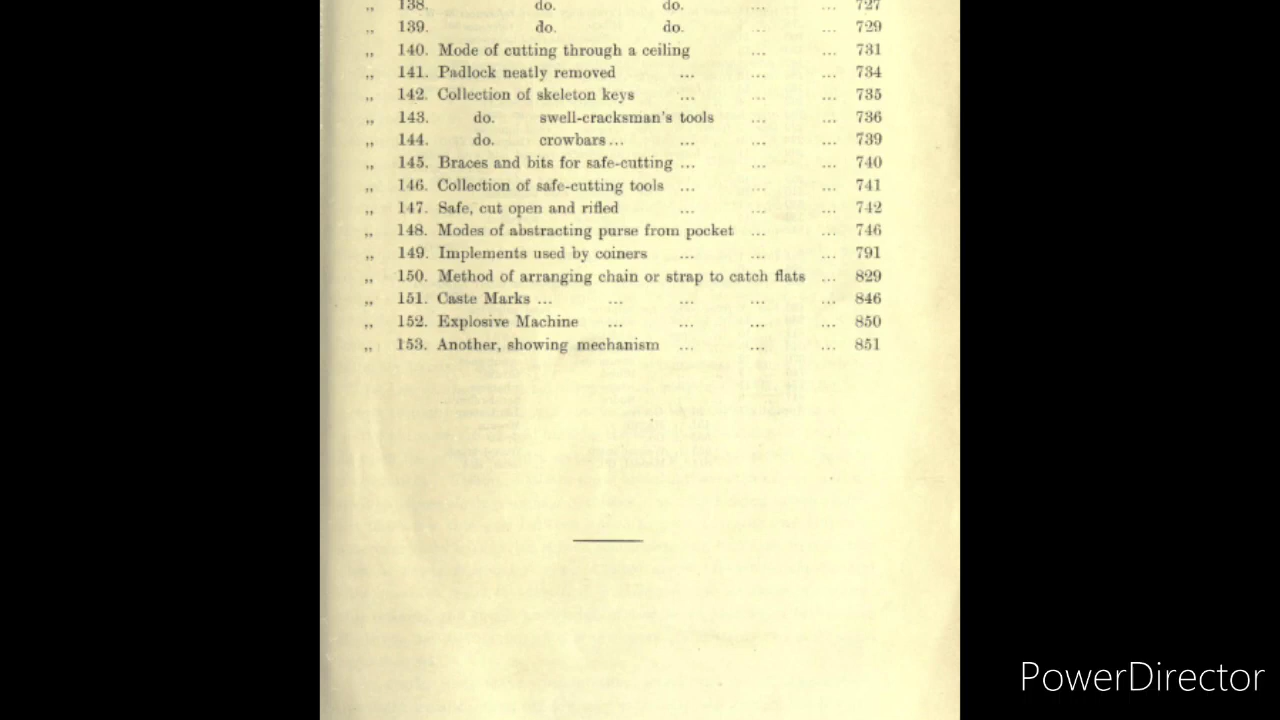 „ 138. do. do. ... ... 727
„ 139. do. do. ... ... 729
„ 140. Mode of cutting through a ceiling ... ... 731
„ 141. Padlock neatly removed ... ... ... 734
„ 142. Collection of skeleton keys ... ... ... 735
„ 143. do. swell-cracksman's tools ... ... 736
„ 144. do. crowbars... ... ... ... 739
„ 145. Braces and bits for safe-cutting ... ... ... 740
„ 146. Collection of safe-cutting tools ... ... ... 741
„ 147. Safe, cut open and rifled ... ... ... 742
„ 148. Modes of abstracting purse from pocket ... ... 746
„ 149. Implements used by coiners ... ... ... 791
„ 150. Method of arranging chain or strap to catch flats ... 829
„ 151. Caste Marks ... ... ... ... ... 846
„ 152. Explosive Machine ... ... ... ... 850
„ 153. Another, showing mechanism ... ... ... 851
PowerDirector